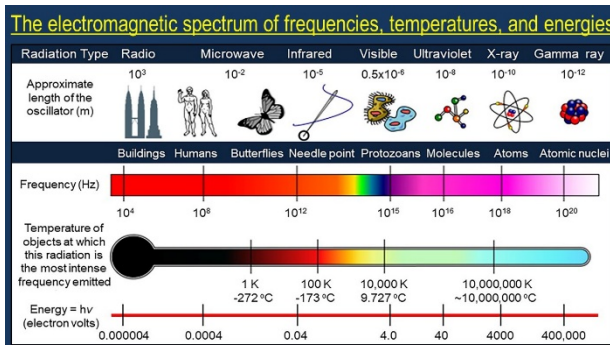 The electromagnetic spectrum of frequencies, temperatures, and energies
Radiation Type Radio Microwave Infrared Visible Ultraviolet X-ray Gamma ray
Approximate
length of the
oscillator (m)
10³ 10⁻² 10⁻⁵ 0.5x10⁻⁶ 10⁻⁸ 10⁻¹⁰ 10⁻¹²
Buildings Humans Butterflies Needle point Protozoans Molecules Atoms Atomic nuclei
Frequency (Hz)
10⁴ 10⁸ 10¹² 10¹⁵ 10¹⁶ 10¹⁸ 10²⁰
Temperature of
objects at which
this radiation is
the most intense
frequency emitted
1 K 100 K 10,000 K 10,000,000 K
-272 ºC -173 ºC 9.727 ºC ~10,000,000 ºC
Energy = hν
(electron volts)
0.000004 0.0004 0.04 4.0 40 4000 400,000